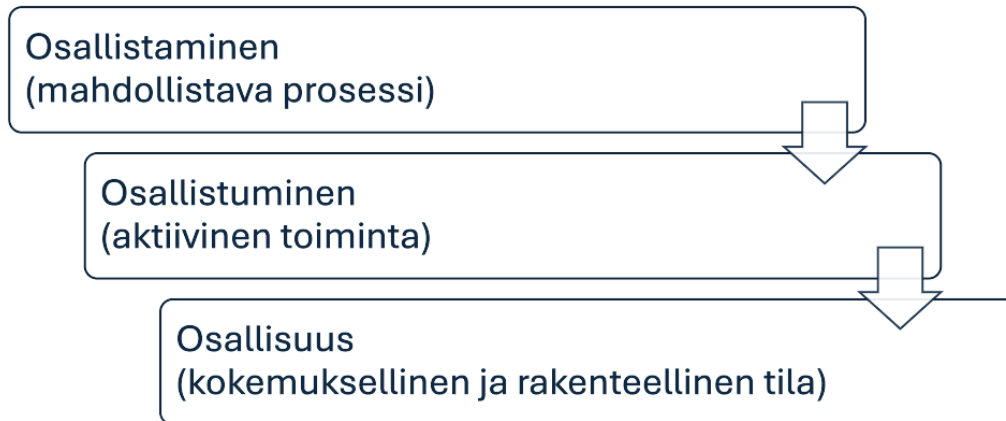 Osallistaminen
(mahdollistava prosessi)
Osallistuminen
(aktiivinen toiminta)
Osallisuus
(kokemuksellinen ja rakenteellinen tila)